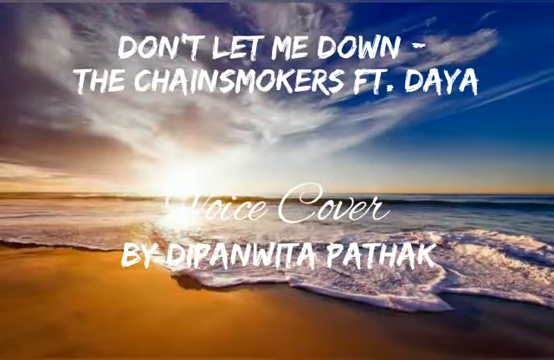 DON'T LET ME DOWN -
THE CHAINSMOKERS FT. DAYA
Voice Cover
BY DIPANWITA PATHAK